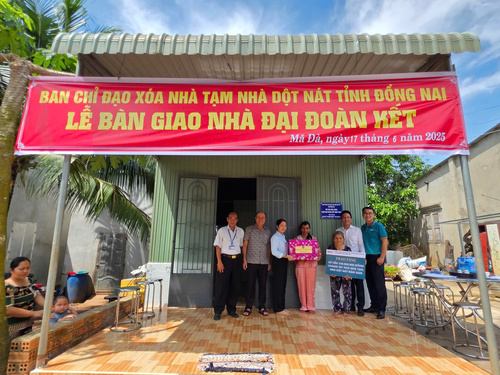 BAN CHỈ ĐẠO XÓA NHÀ TẠM NHÀ DỘT NÁT TỈNH ĐỒNG NAI
LỄ BÀN GIAO NHÀ ĐẠI ĐOÀN KẾT
Mã Đà, ngày 17 tháng 6 năm 2025